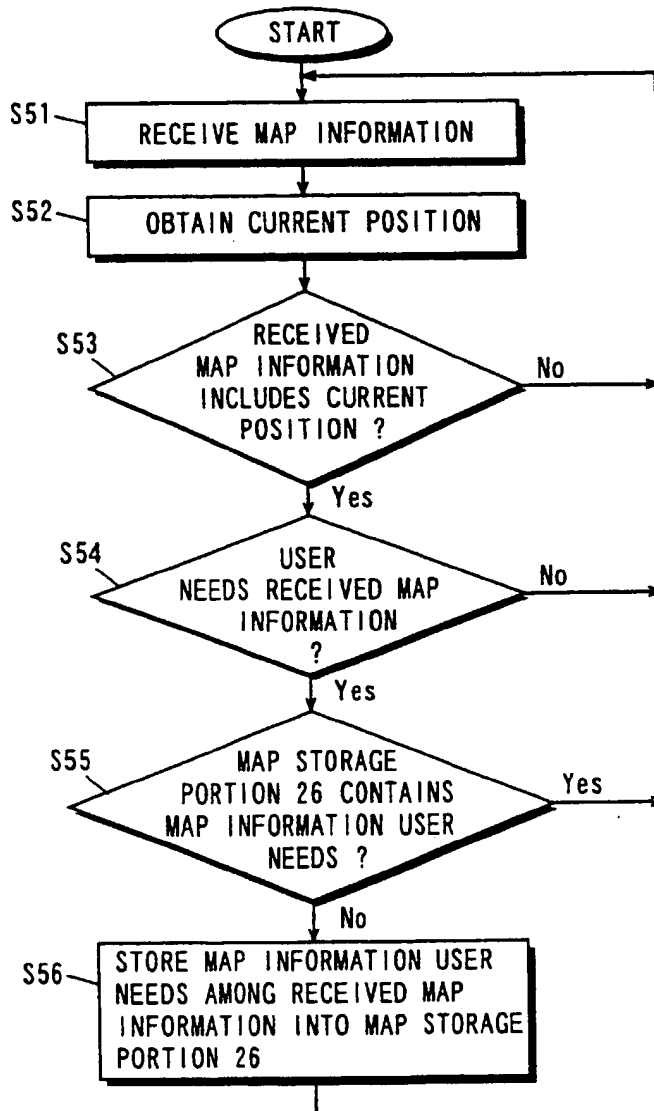 START
S51
RECEIVE MAP INFORMATION
S52
OBTAIN CURRENT POSITION
S53
RECEIVED
MAP INFORMATION
INCLUDES CURRENT
POSITION ?
No
Yes
S54
USER
NEEDS RECEIVED MAP
INFORMATION
?
No
Yes
S55
MAP STORAGE
PORTION 26 CONTAINS
MAP INFORMATION USER
NEEDS ?
Yes
No
S56
STORE MAP INFORMATION USER
NEEDS AMONG RECEIVED MAP
INFORMATION INTO MAP STORAGE
PORTION 26